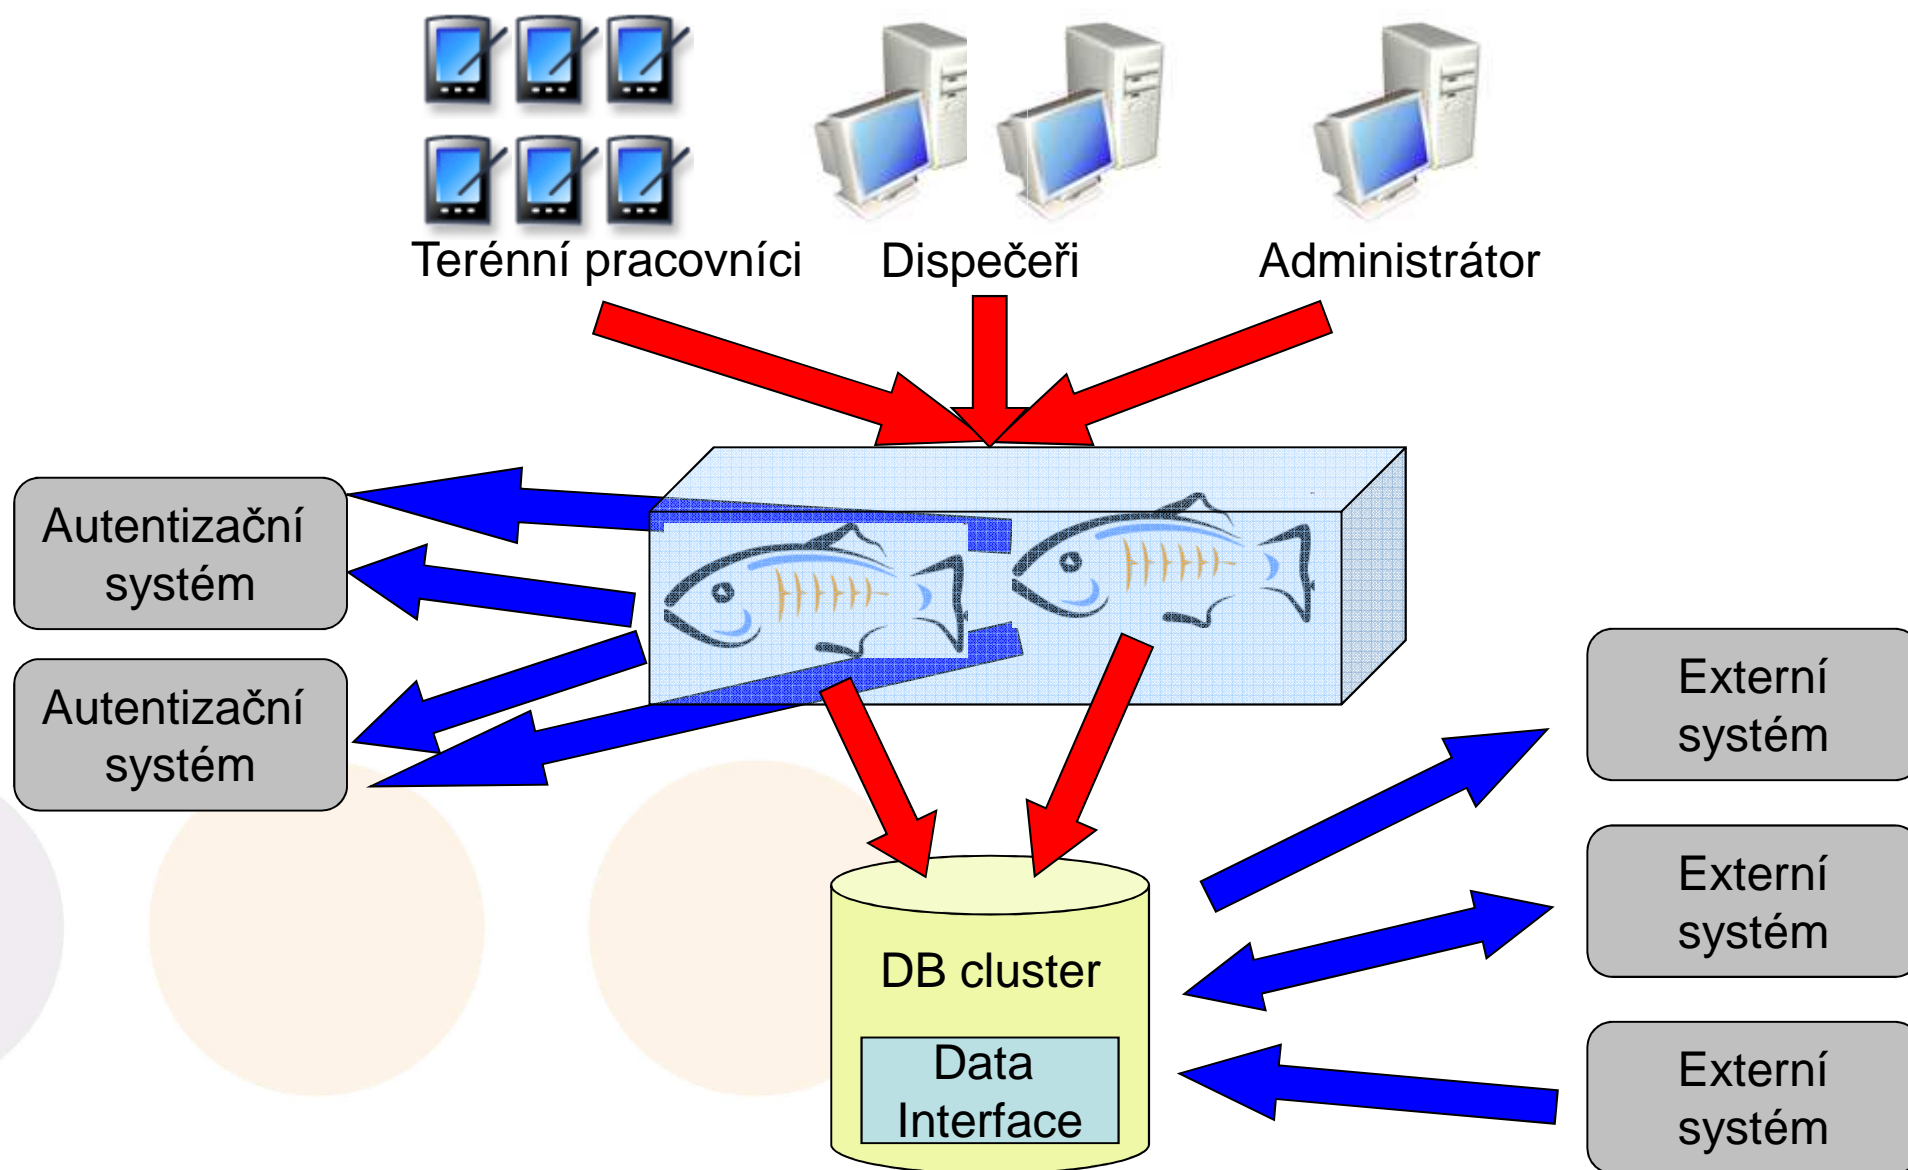 Terénní pracovníci
Dispečeři
Administrátor
Autentizační
systém
Autentizační
systém
Externí
systém
Externí
systém
Externí
systém
DB cluster
Data
Interface